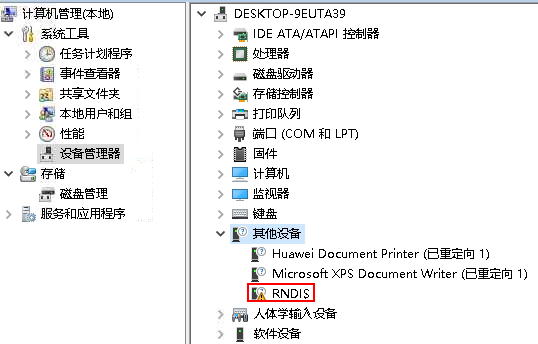 计算机管理(本地)
系统工具
任务计划程序
事件查看器
共享文件夹
本地用户和组
性能
设备管理器
存储
磁盘管理
服务和应用程序
DESKTOP-9EUTA39
IDE ATA/ATAPI 控制器
处理器
磁盘驱动器
存储控制器
打印队列
端口 (COM 和 LPT)
固件
计算机
监视器
键盘
其他设备
Huawei Document Printer (已重定向 1)
Microsoft XPS Document Writer (已重定向 1)
RNDIS
人体学输入设备
软件设备